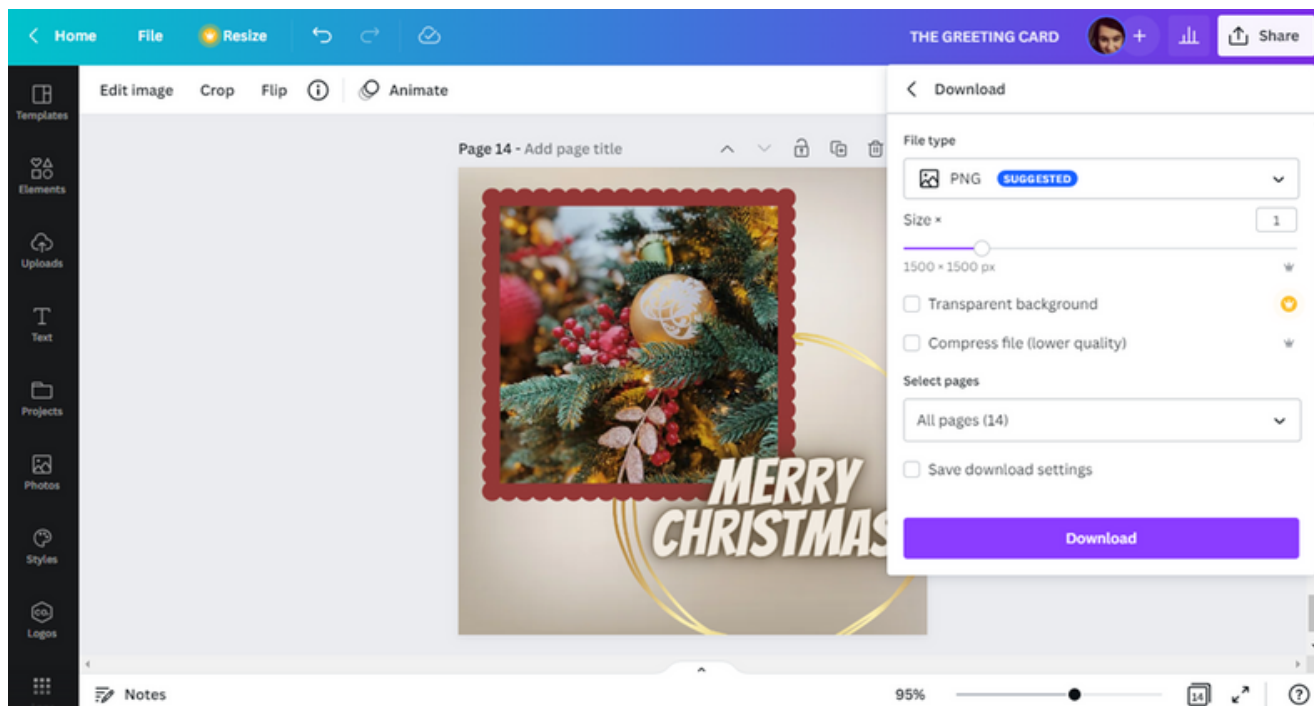 Home File Resize THE GREETING CARD + Share
Edit image Crop Flip Animate
Templates
Elements
Uploads
Text
Projects
Photos
Styles
CO.
Logos
Page 14 - Add page title
MERRY
CHRISTMAS
Download
File type
PNG SUGGESTED
Size × 1
1500 × 1500 px
Transparent background
Compress file (lower quality)
Select pages
All pages (14)
Save download settings
Download
Notes 95% 14 ?